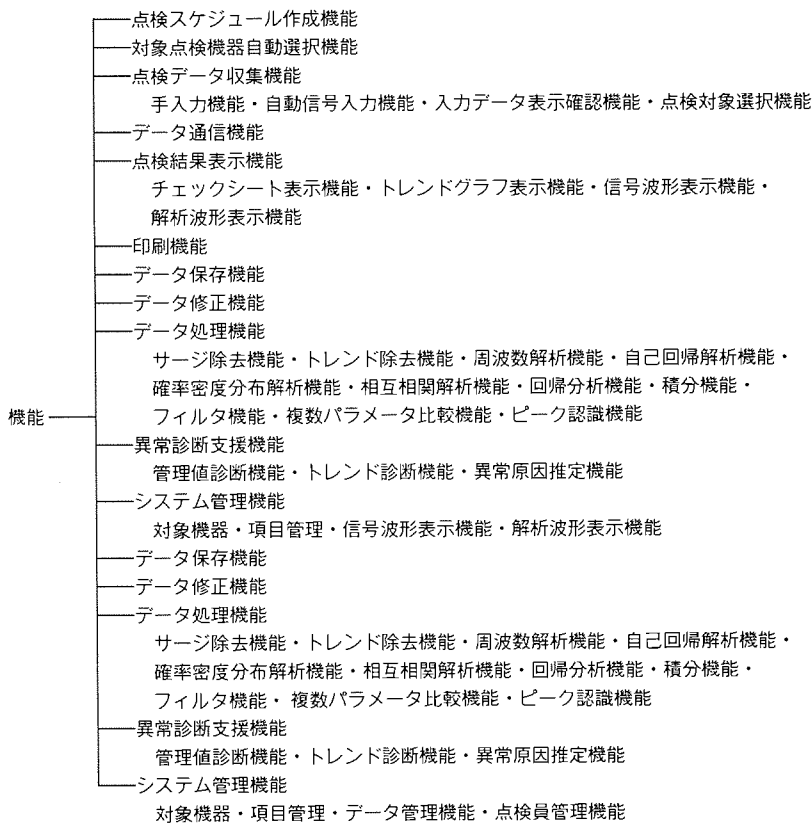 点検スケジュール作成機能
対象点検機器自動選択機能
点検データ収集機能
手入力機能・自動信号入力機能・入力データ表示確認機能・点検対象選択機能
データ通信機能
点検結果表示機能
チェックシート表示機能・トレンドグラフ表示機能・信号波形表示機能・
解析波形表示機能
印刷機能
データ保存機能
データ修正機能
データ処理機能
サージ除去機能・トレンド除去機能・周波数解析機能・自己回帰解析機能・
確率密度分布解析機能・相互相関解析機能・回帰分析機能・積分機能・
フィルタ機能・複数パラメータ比較機能・ピーク認識機能
機能
異常診断支援機能
管理値診断機能・トレンド診断機能・異常原因推定機能
システム管理機能
対象機器・項目管理・信号波形表示機能・解析波形表示機能
データ保存機能
データ修正機能
データ処理機能
サージ除去機能・トレンド除去機能・周波数解析機能・自己回帰解析機能・
確率密度分布解析機能・相互相関解析機能・回帰分析機能・積分機能・
フィルタ機能・複数パラメータ比較機能・ピーク認識機能
異常診断支援機能
管理値診断機能・トレンド診断機能・異常原因推定機能
システム管理機能
対象機器・項目管理・データ管理機能・点検員管理機能